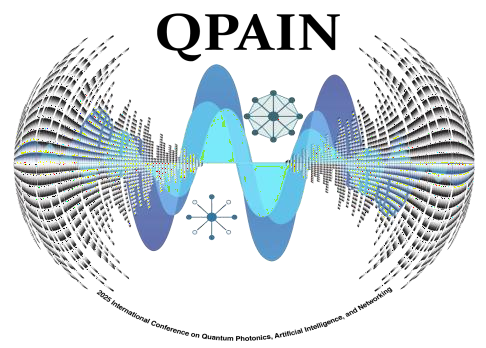 QPAIN
2025 International Conference on Quantum Photonics, Artificial Intelligence, and Networking